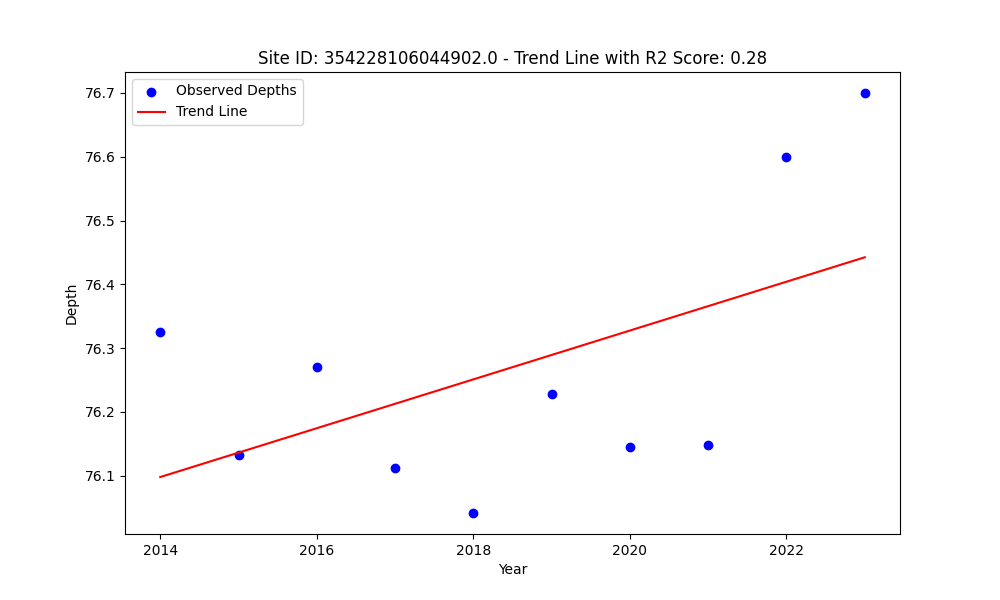 Site ID: 354228106044902.0 - Trend Line with R2 Score: 0.28
Observed Depths
Trend Line
76.7
76.6
76.5
76.4
76.3
76.2
76.1
Depth
2014
2016
2018
2020
2022
Year